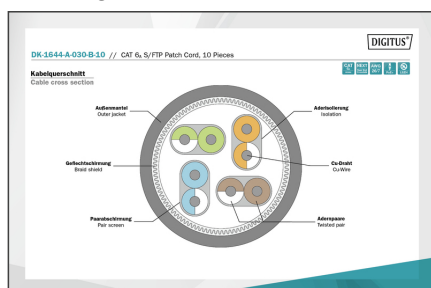 DIGITUS®
DK-1644-A-030-B-10 // CAT 6A S/FTP Patch Cord, 10 Pieces
Kabelquerschnitt
Cable cross section
Außenmantel
Outer jacket
Aderisolierung
Isolation
Geflechtschirmung
Braid shield
Cu-Draht
Cu-Wire
Paarabschirmung
Pair screen
Adernpaare
Twisted pair